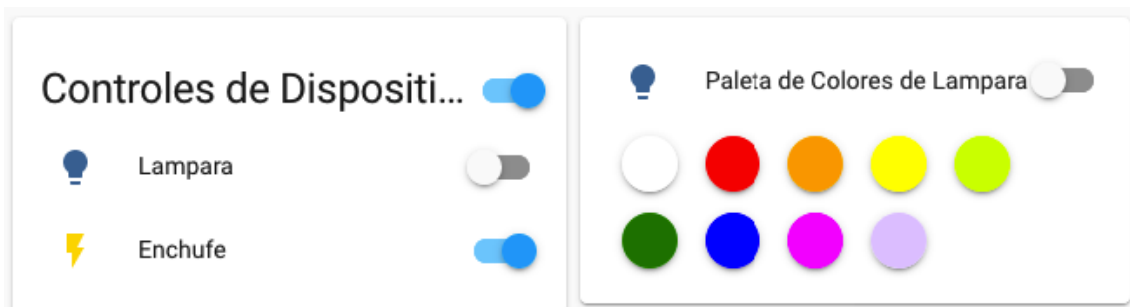 Controles de Dispositi...
Lampara
Enchufe
Paleta de Colores de Lampara